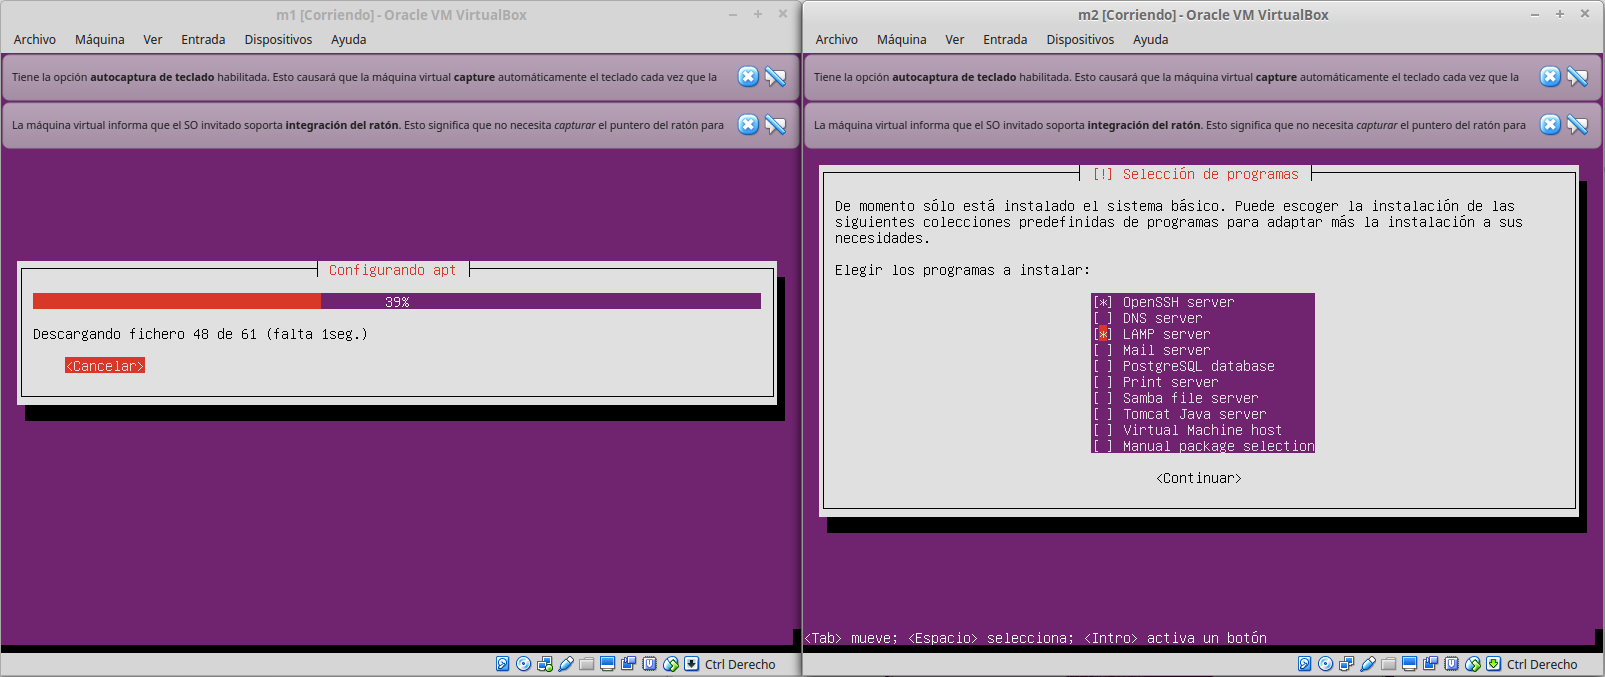 m1 [Corriendo] - Oracle VM VirtualBox
Archivo Máquina Ver Entrada Dispositivos Ayuda
Tiene la opción autocaptura de teclado habilitada. Esto causará que la máquina virtual capture automáticamente el teclado cada vez que la
La máquina virtual informa que el SO invitado soporta integración del ratón. Esto significa que no necesita capturar el puntero del ratón para
Configurando apt
39%
Descargando fichero 48 de 61 (falta 1seg.)
<Cancelar>
Ctrl Derecho
m2 [Corriendo] - Oracle VM VirtualBox
Archivo Máquina Ver Entrada Dispositivos Ayuda
Tiene la opción autocaptura de teclado habilitada. Esto causará que la máquina virtual capture automáticamente el teclado cada vez que la
La máquina virtual informa que el SO invitado soporta integración del ratón. Esto significa que no necesita capturar el puntero del ratón para
[!] Selección de programas
De momento sólo está instalado el sistema básico. Puede escoger la instalación de las
siguientes colecciones predefinidas de programas para adaptar más la instalación a sus
necesidades.
Elegir los programas a instalar:
[*] OpenSSH server
[ ] DNS server
[*] LAMP server
[ ] Mail server
[ ] PostgreSQL database
[ ] Print server
[ ] Samba file server
[ ] Tomcat Java server
[ ] Virtual Machine host
[ ] Manual package selection
<Continuar>
<Tab> mueve; <Espacio> selecciona; <Intro> activa un botón
Ctrl Derecho